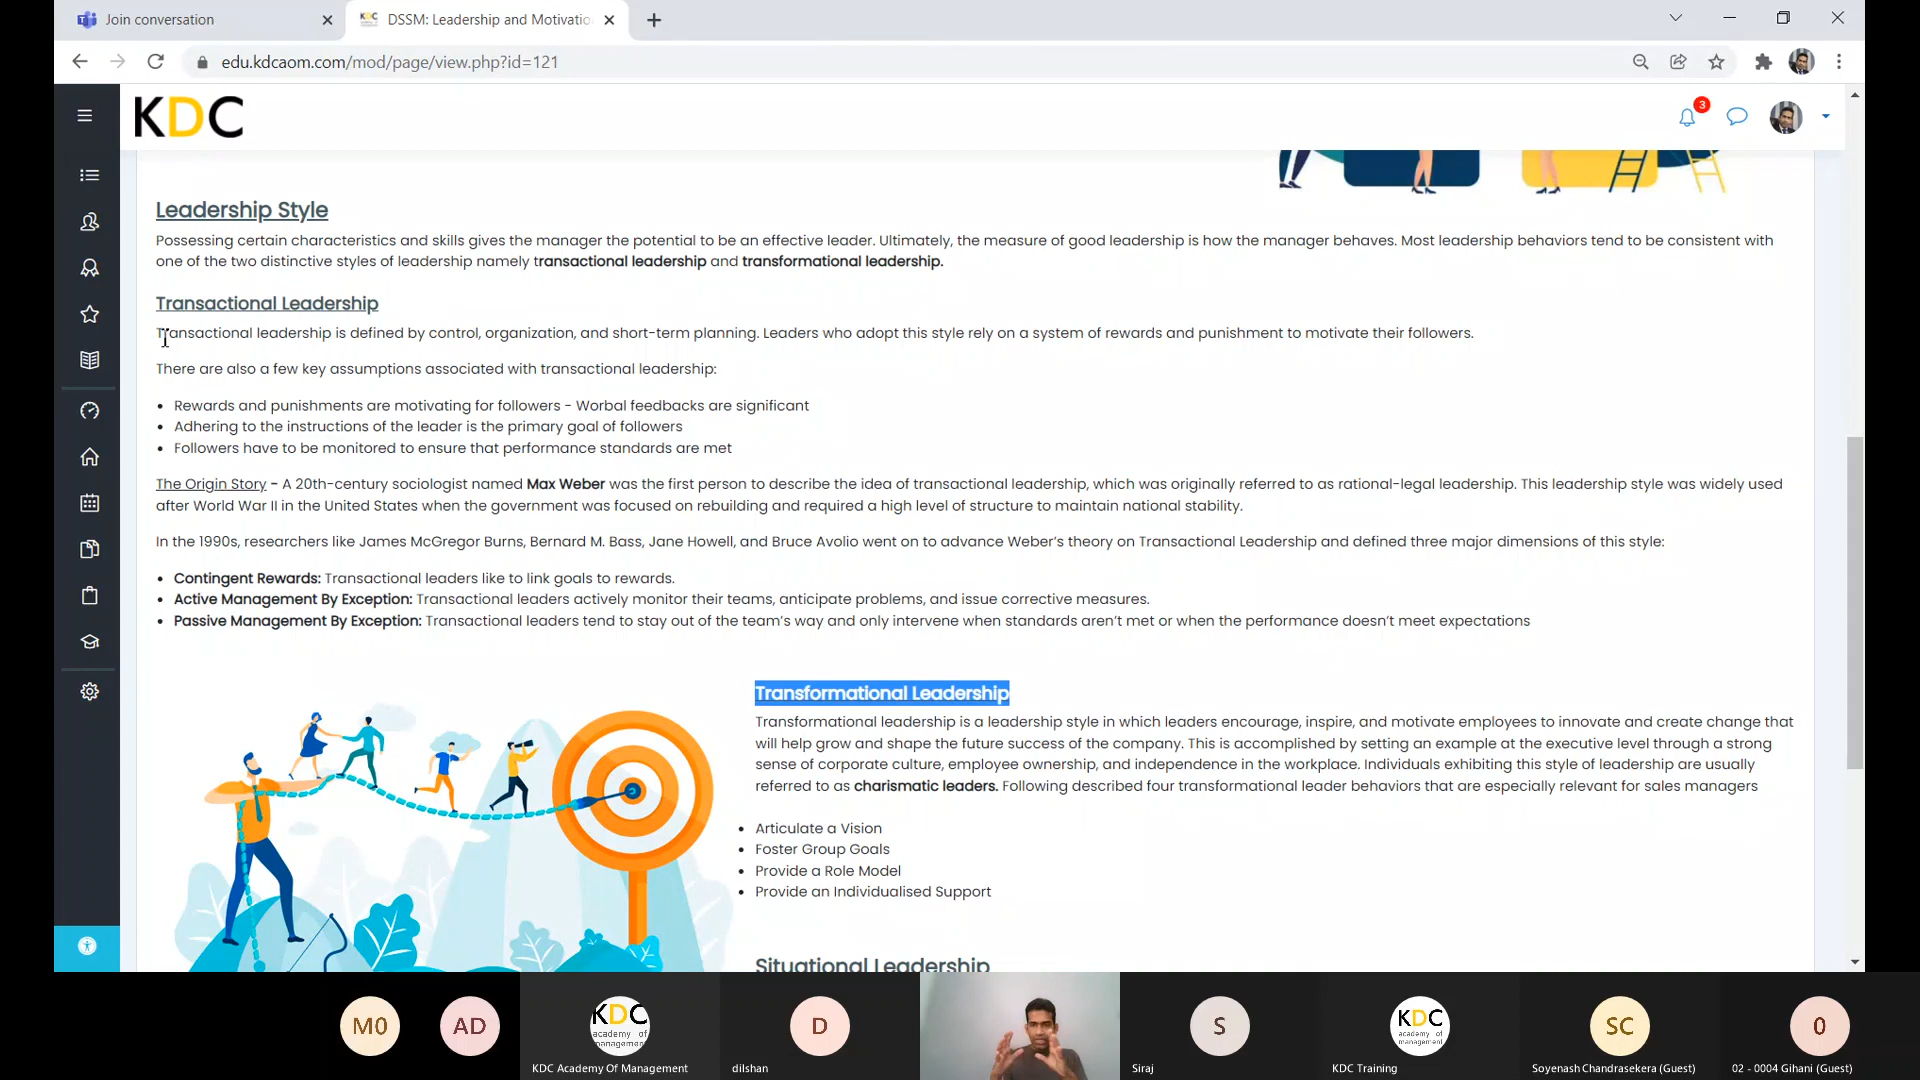 Join conversation
DSSM: Leadership and Motivatio
edu.kdcaom.com/mod/page/view.php?id=121
KDC
3
Leadership Style
Possessing certain characteristics and skills gives the manager the potential to be an effective leader. Ultimately, the measure of good leadership is how the manager behaves. Most leadership behaviors tend to be consistent with
one of the two distinctive styles of leadership namely transactional leadership and transformational leadership.
Transactional Leadership
Transactional leadership is defined by control, organization, and short-term planning. Leaders who adopt this style rely on a system of rewards and punishment to motivate their followers.
There are also a few key assumptions associated with transactional leadership:
• Rewards and punishments are motivating for followers - Worbal feedbacks are significant
• Adhering to the instructions of the leader is the primary goal of followers
• Followers have to be monitored to ensure that performance standards are met
The Origin Story - A 20th-century sociologist named Max Weber was the first person to describe the idea of transactional leadership, which was originally referred to as rational-legal leadership. This leadership style was widely used
after World War II in the United States when the government was focused on rebuilding and required a high level of structure to maintain national stability.
In the 1990s, researchers like James McGregor Burns, Bernard M. Bass, Jane Howell, and Bruce Avolio went on to advance Weber's theory on Transactional Leadership and defined three major dimensions of this style:
• Contingent Rewards: Transactional leaders like to link goals to rewards.
• Active Management By Exception: Transactional leaders actively monitor their teams, anticipate problems, and issue corrective measures.
• Passive Management By Exception: Transactional leaders tend to stay out of the team's way and only intervene when standards aren't met or when the performance doesn't meet expectations
Transformational Leadership
Transformational leadership is a leadership style in which leaders encourage, inspire, and motivate employees to innovate and create change that
will help grow and shape the future success of the company. This is accomplished by setting an example at the executive level through a strong
sense of corporate culture, employee ownership, and independence in the workplace. Individuals exhibiting this style of leadership are usually
referred to as charismatic leaders. Following described four transformational leader behaviors that are especially relevant for sales managers
• Articulate a Vision
• Foster Group Goals
• Provide a Role Model
• Provide an Individualised Support
Situational Leadership
M0
AD
KDC
academy of
management
KDC Academy Of Management
D
dilshan
S
Siraj
KDC
academy of
management
KDC Training
SC
Soyenash Chandrasekera (Guest)
0
02 - 0004 Gihani (Guest)